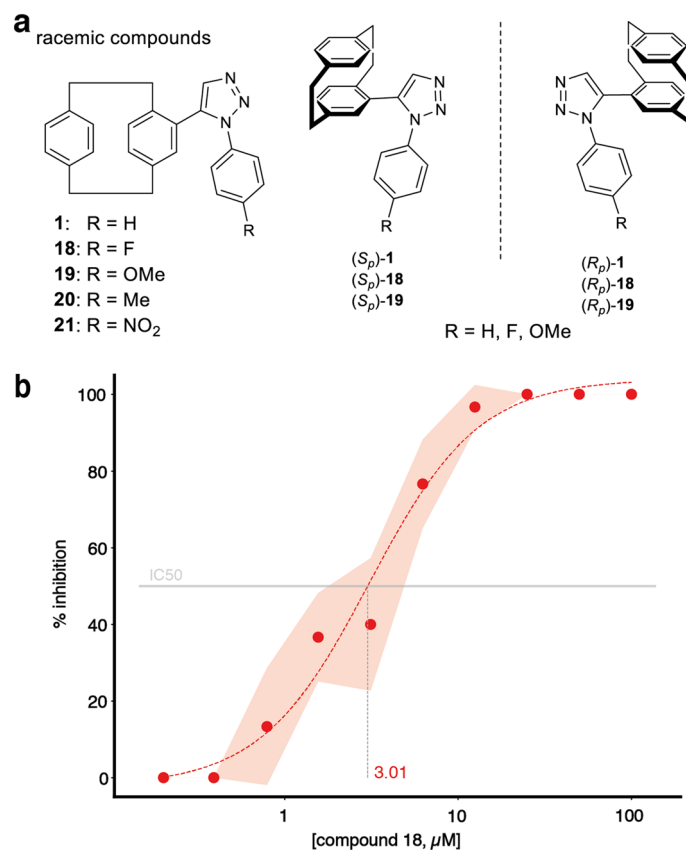 a
racemic compounds
N
N
N
R
1: R = H
18: R = F
19: R = OMe
20: R = Me
21: R = NO₂
N
N
N
R
(Sₚ)-1
(Sₚ)-18
(Sₚ)-19
N
N
N
R
(Rₚ)-1
(Rₚ)-18
(Rₚ)-19
R = H, F, OMe
b
100
80
60
40
20
0
% inhibition
IC50
3.01
1
10
100
[compound 18, µM]